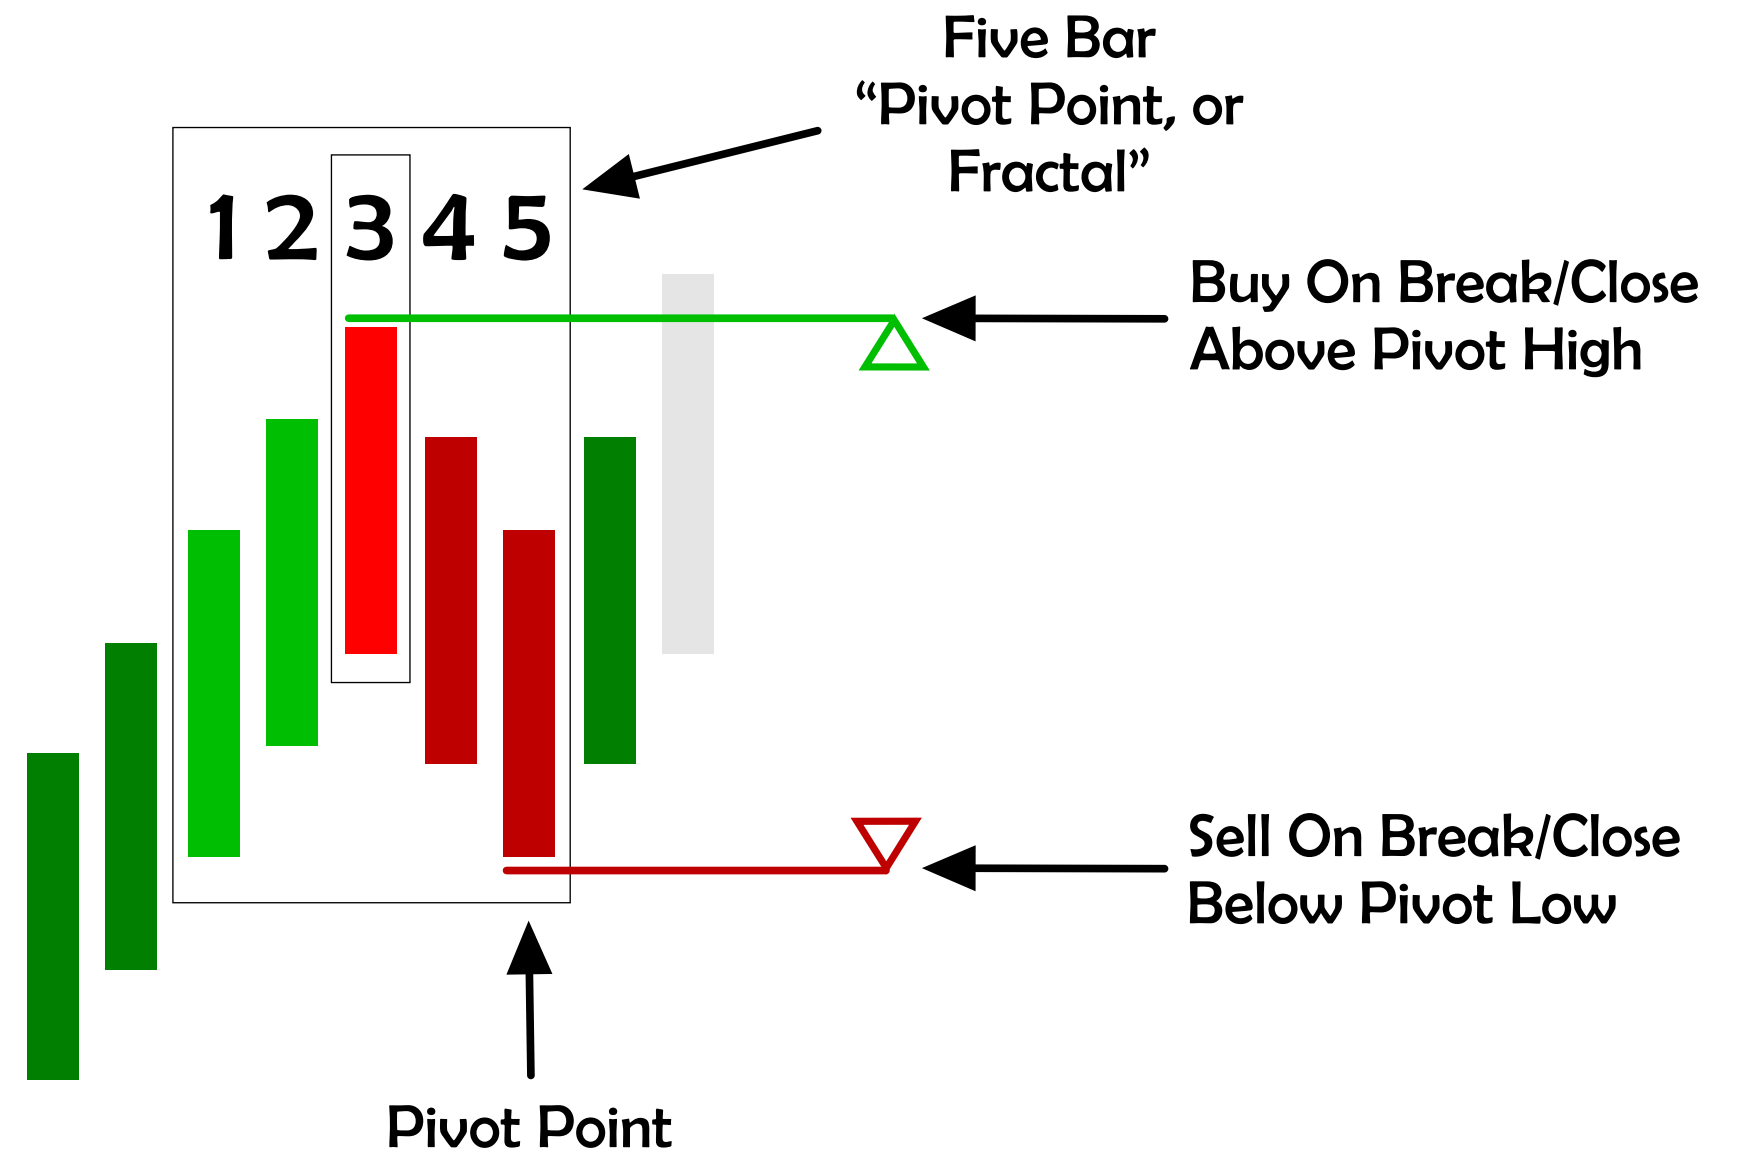 Five Bar
“Pivot Point, or
Fractal”
1 2 3 4 5
Buy On Break/Close
Above Pivot High
Sell On Break/Close
Below Pivot Low
Pivot Point